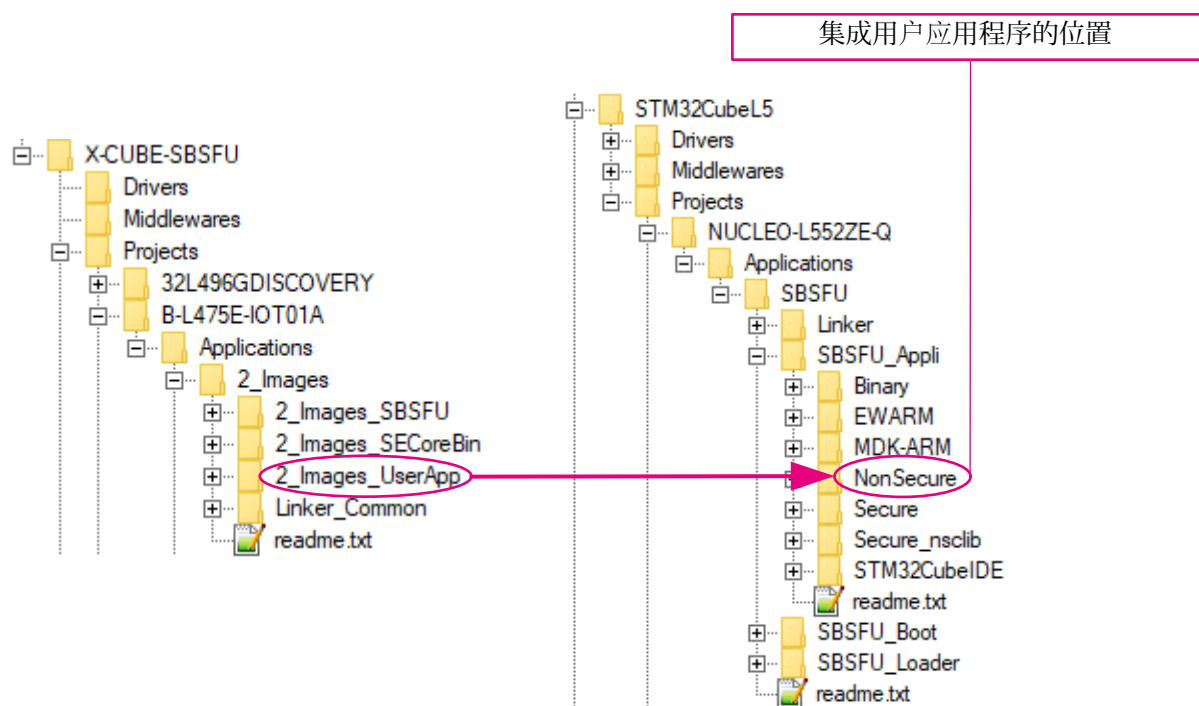 集成用户应用程序的位置
X-CUBE-SBSFU
Drivers
Middlewares
Projects
32L496GDISCOVERY
B-L475E-IOT01A
Applications
2_Images
2_Images_SBSFU
2_Images_SECoreBin
2_Images_UserApp
Linker_Common
readme.txt
STM32CubeL5
Drivers
Middlewares
Projects
NUCLEO-L552ZE-Q
Applications
SBSFU
Linker
SBSFU_Appli
Binary
EWARM
MDK-ARM
NonSecure
Secure
Secure_nsclib
STM32CubeIDE
readme.txt
SBSFU_Boot
SBSFU_Loader
readme.txt